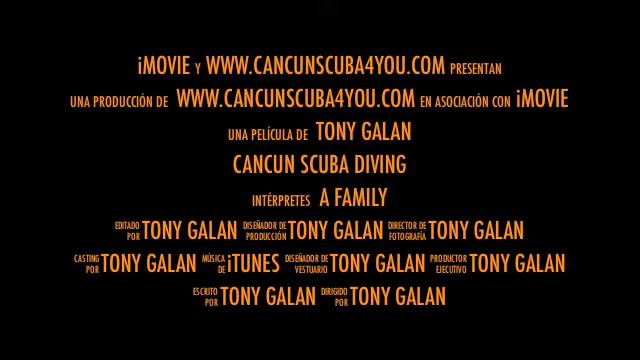 iMOVIE Y WWW.CANCUNSCUBA4YOU.COM PRESENTAN
UNA PRODUCCIÓN DE WWW.CANCUNSCUBA4YOU.COM EN ASOCIACIÓN CON iMOVIE
UNA PELÍCULA DE TONY GALAN
CANCUN SCUBA DIVING
INTÉRPRETES A FAMILY
EDITADO POR TONY GALAN DISEÑADOR DE PRODUCCIÓN TONY GALAN DIRECTOR DE FOTOGRAFÍA TONY GALAN
CASTING POR TONY GALAN MÚSICA DE iTUNES DISEÑADOR DE VESTUARIO TONY GALAN PRODUCTOR EJECUTIVO TONY GALAN
ESCRITO POR TONY GALAN DIRIGIDO POR TONY GALAN